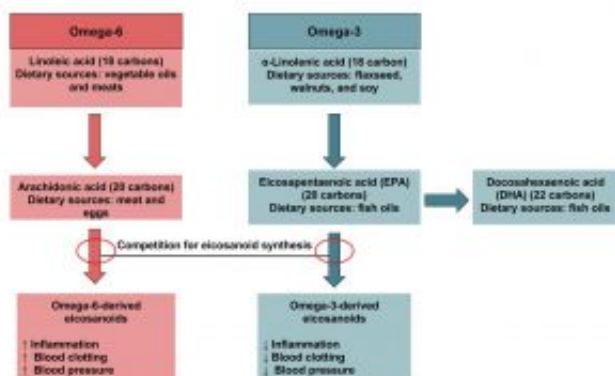 Omega-6
Linoleic acid (18 carbons)
Dietary sources: vegetable oils
and meats
Omega-3
α-Linolenic acid (18 carbon)
Dietary sources: flaxseed,
walnuts, and soy
Arachidonic acid (20 carbons)
Dietary sources: meat and
eggs
Eicosapentaenoic acid (EPA)
(20 carbons)
Dietary sources: fish oils
Docosahexaenoic acid
(DHA) (22 carbons)
Dietary sources: fish oils
Competition for eicosanoid synthesis
Omega-6-derived
eicosanoids
↑ Inflammation
↑ Blood clotting
↑ Blood pressure
Omega-3-derived
eicosanoids
↓ Inflammation
↓ Blood clotting
↓ Blood pressure